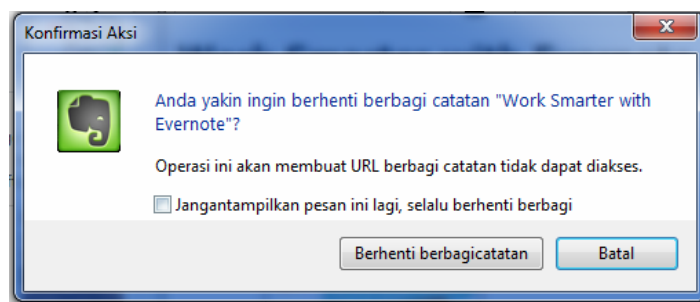 Konfirmasi Aksi
Anda yakin ingin berhenti berbagi catatan "Work Smarter with
Evernote"?
Operasi ini akan membuat URL berbagi catatan tidak dapat diakses.
Jangantampilkan pesan ini lagi, selalu berhenti berbagi
Berhenti berbagicatatan
Batal